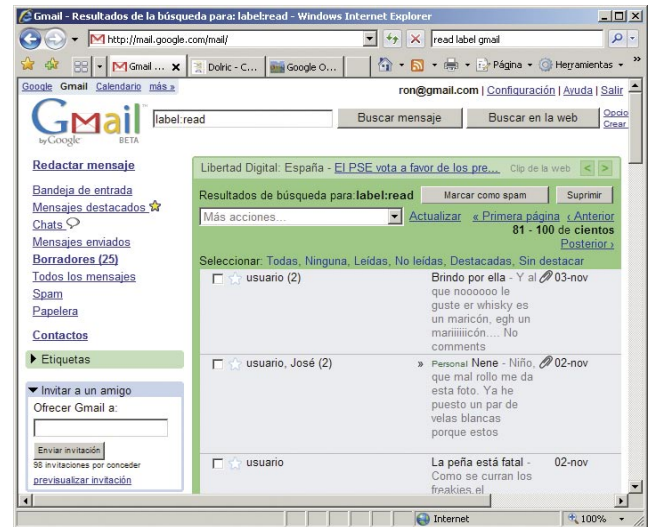 Gmail - Resultados de la búsqueda para: label:read - Windows Internet Explorer
http://mail.google.com/mail/
read label gmail
Gmail ...
Dolric - C...
Google O...
Página
Herramientas
Google Gmail Calendario más »
ron@gmail.com | Configuración | Ayuda | Salir
Gmail
by Google BETA
label:read
Buscar mensaje
Buscar en la web
Opcio
Crear
Redactar mensaje
Bandeja de entrada
Mensajes destacados
Chats
Mensajes enviados
Borradores (25)
Todos los mensajes
Spam
Papelera
Contactos
Etiquetas
Invitar a un amigo
Ofrecer Gmail a:
Enviar invitación
98 invitaciones por conceder
previsualizar invitación
Libertad Digital: España - El PSE vota a favor de los pre... Clip de la web < >
Resultados de búsqueda para:label:read
Marcar como spam
Suprimir
Más acciones...
Actualizar « Primera página ‹ Anterior
81 - 100 de cientos
Posterior ›
Seleccionar: Todas, Ninguna, Leídas, No leídas, Destacadas, Sin destacar
usuario (2)
Brindo por ella - Y al 03-nov
que noooooo le
guste er whisky es
un maricón, egh un
mariiiiiicón.... No
comments
usuario, José (2)
» Personal Nene - Niño, 02-nov
que mal rollo me da
esta foto. Ya he
puesto un par de
velas blancas
porque estos
usuario
La peña está fatal - 02-nov
Como se curran los
freakies,el
Internet
100%